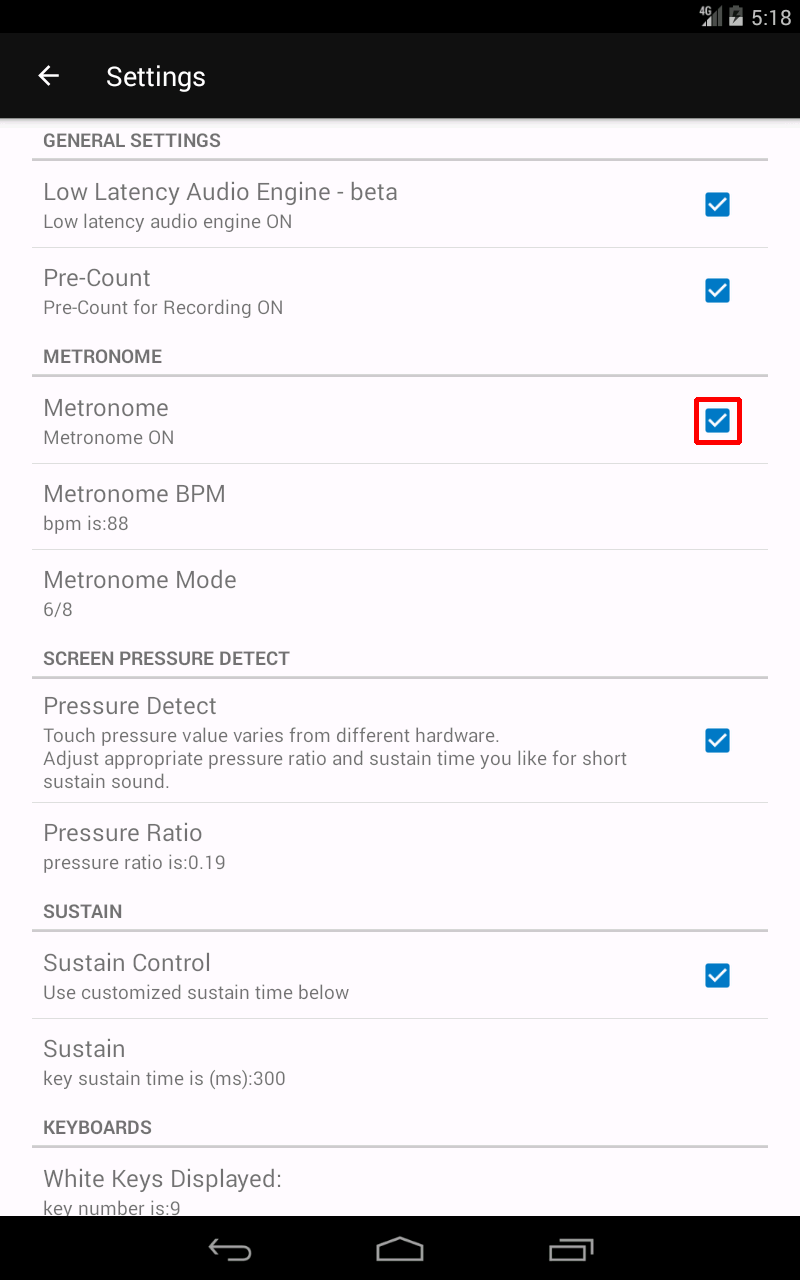 4G 5:18
Settings
GENERAL SETTINGS
Low Latency Audio Engine - beta
Low latency audio engine ON
Pre-Count
Pre-Count for Recording ON
METRONOME
Metronome
Metronome ON
Metronome BPM
bpm is:88
Metronome Mode
6/8
SCREEN PRESSURE DETECT
Pressure Detect
Touch pressure value varies from different hardware.
Adjust appropriate pressure ratio and sustain time you like for short
sustain sound.
Pressure Ratio
pressure ratio is:0.19
SUSTAIN
Sustain Control
Use customized sustain time below
Sustain
key sustain time is (ms):300
KEYBOARDS
White Keys Displayed:
key number is:9